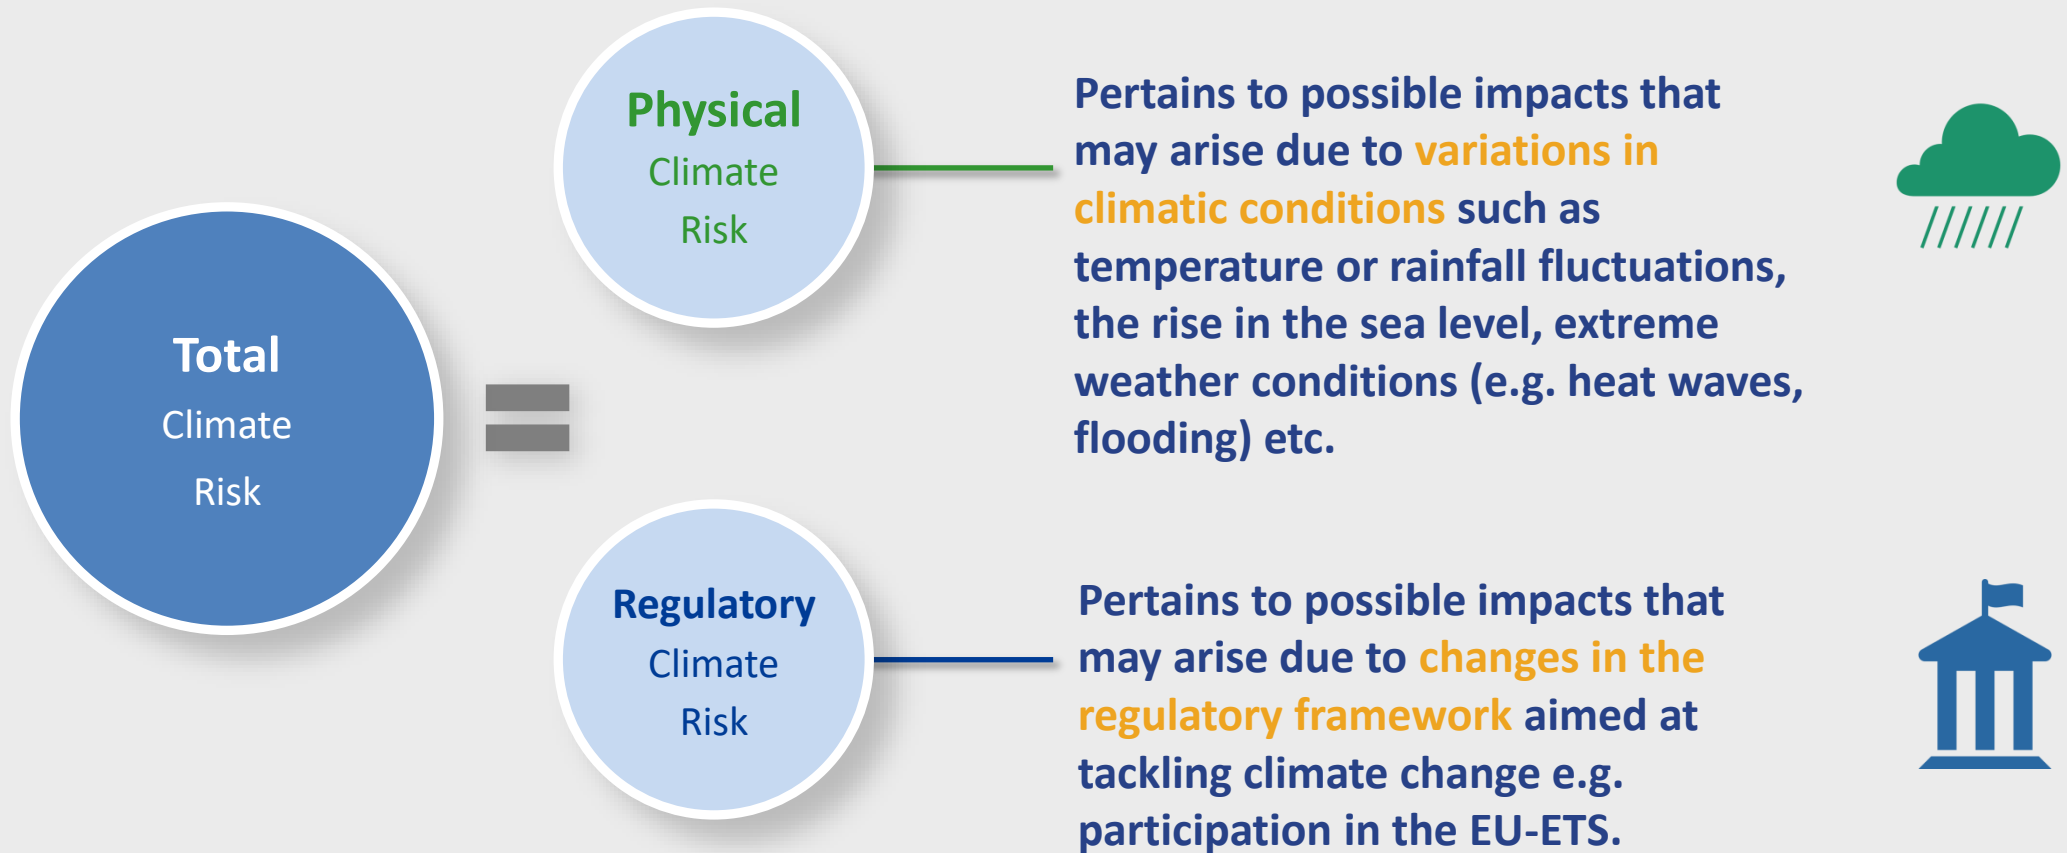 Total
Climate
Risk
Physical
Climate
Risk
Pertains to possible impacts that
may arise due to variations in
climatic conditions such as
temperature or rainfall fluctuations,
the rise in the sea level, extreme
weather conditions (e.g. heat waves,
flooding) etc.
Regulatory
Climate
Risk
Pertains to possible impacts that
may arise due to changes in the
regulatory framework aimed at
tackling climate change e.g.
participation in the EU-ETS.